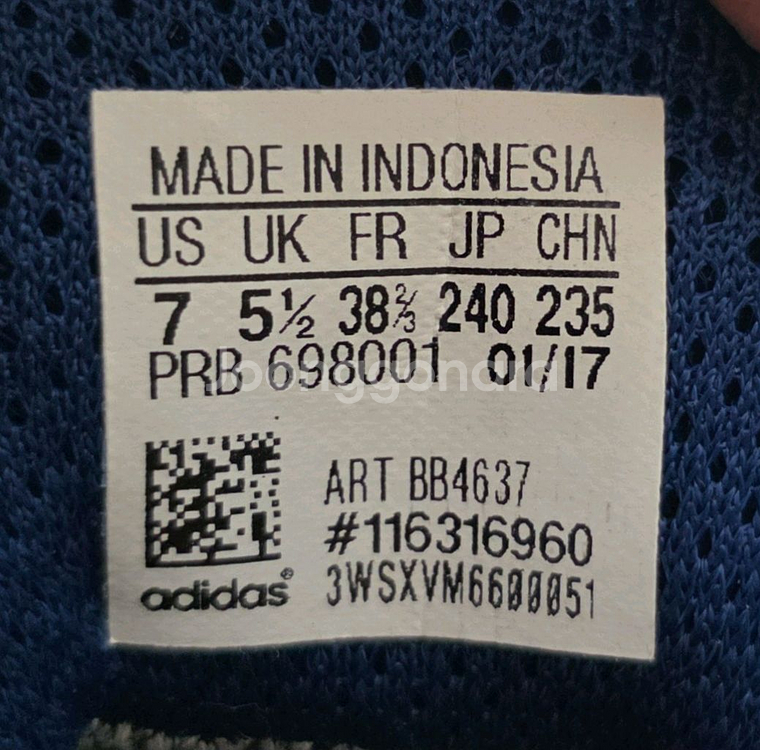 MADE IN INDONESIA
US UK FR JP CHN
7 5½ 38⅔ 240 235
PRB 698001 01/17
joonggonara
ART BB4637
#116316960
adidas® 3WSXVM6600051